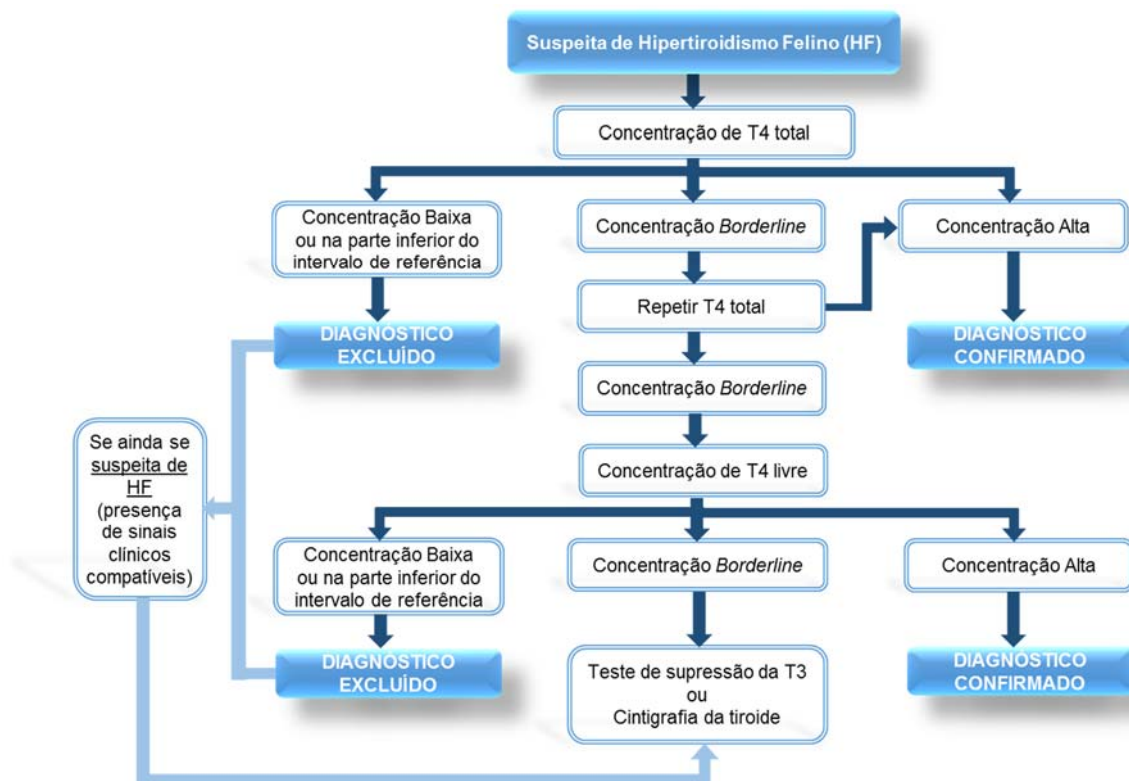 Suspeita de Hipertiroidismo Felino (HF)
Concentração de T4 total
Concentração Baixa
ou na parte inferior do
intervalo de referência
Concentração Borderline
Concentração Alta
Repetir T4 total
DIAGNÓSTICO
EXCLUÍDO
DIAGNÓSTICO
CONFIRMADO
Concentração Borderline
Se ainda se
suspeita de
HF
(presença
de sinais
clínicos
compatíveis)
Concentração de T4 livre
Concentração Baixa
ou na parte inferior do
intervalo de referência
Concentração Borderline
Concentração Alta
DIAGNÓSTICO
EXCLUÍDO
Teste de supressão da T3
ou
Cintigrafia da tiroide
DIAGNÓSTICO
CONFIRMADO